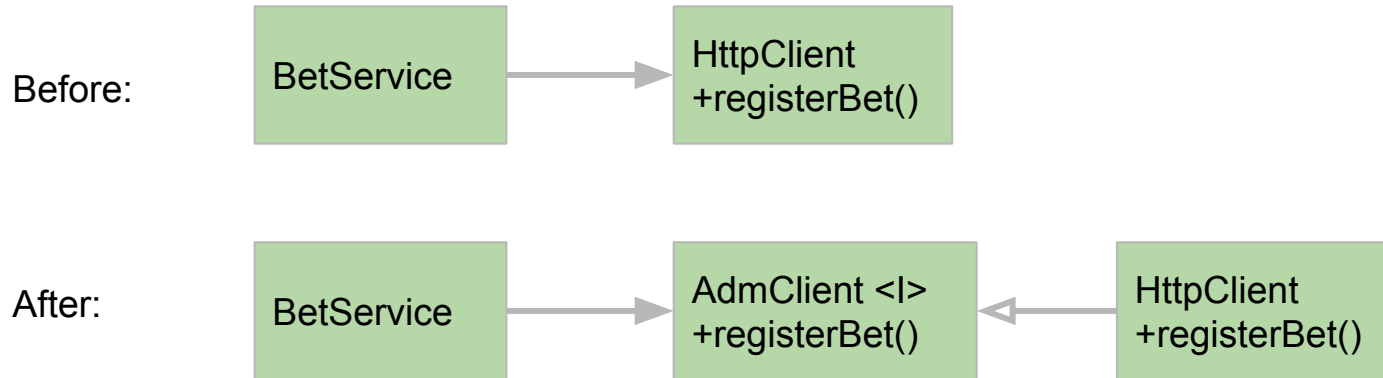 Before:
BetService
HttpClient
+registerBet()
After:
BetService
AdmClient <I>
+registerBet()
HttpClient
+registerBet()